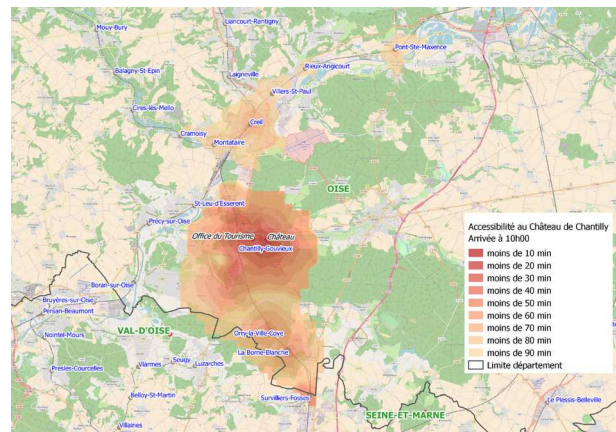 Mouy-Bury
Liancourt-Rantigny
Pont-Ste-Maxence
Rieux-Angicourt
Balagny-St-Epin
Laigneville
Villers-St-Paul
Cires-lès-Mello
Creil
Cramoisy
Montataire
OISE
St-Leu-d'Esserent
Précy-sur-Oise
Office du Tourisme
Château
Chantilly-Gouvieux
Boran-sur-Oise
Bruyères-sur-Oise
Persan-Beaumont
VAL-D'OISE
Nointel-Mours
Orry-la-Ville-Coye
La Borne-Blanche
Viarmes
Seugy
Luzarches
Presles-Courcelles
Belloy-St-Martin
Survilliers-Fosses
Villaines
SEINE-ET-MARNE
Le Plessis-Belleville
Accessibilité au Château de Chantilly
Arrivée à 10h00
moins de 10 min
moins de 20 min
moins de 30 min
moins de 40 min
moins de 50 min
moins de 60 min
moins de 70 min
moins de 80 min
moins de 90 min
Limite département